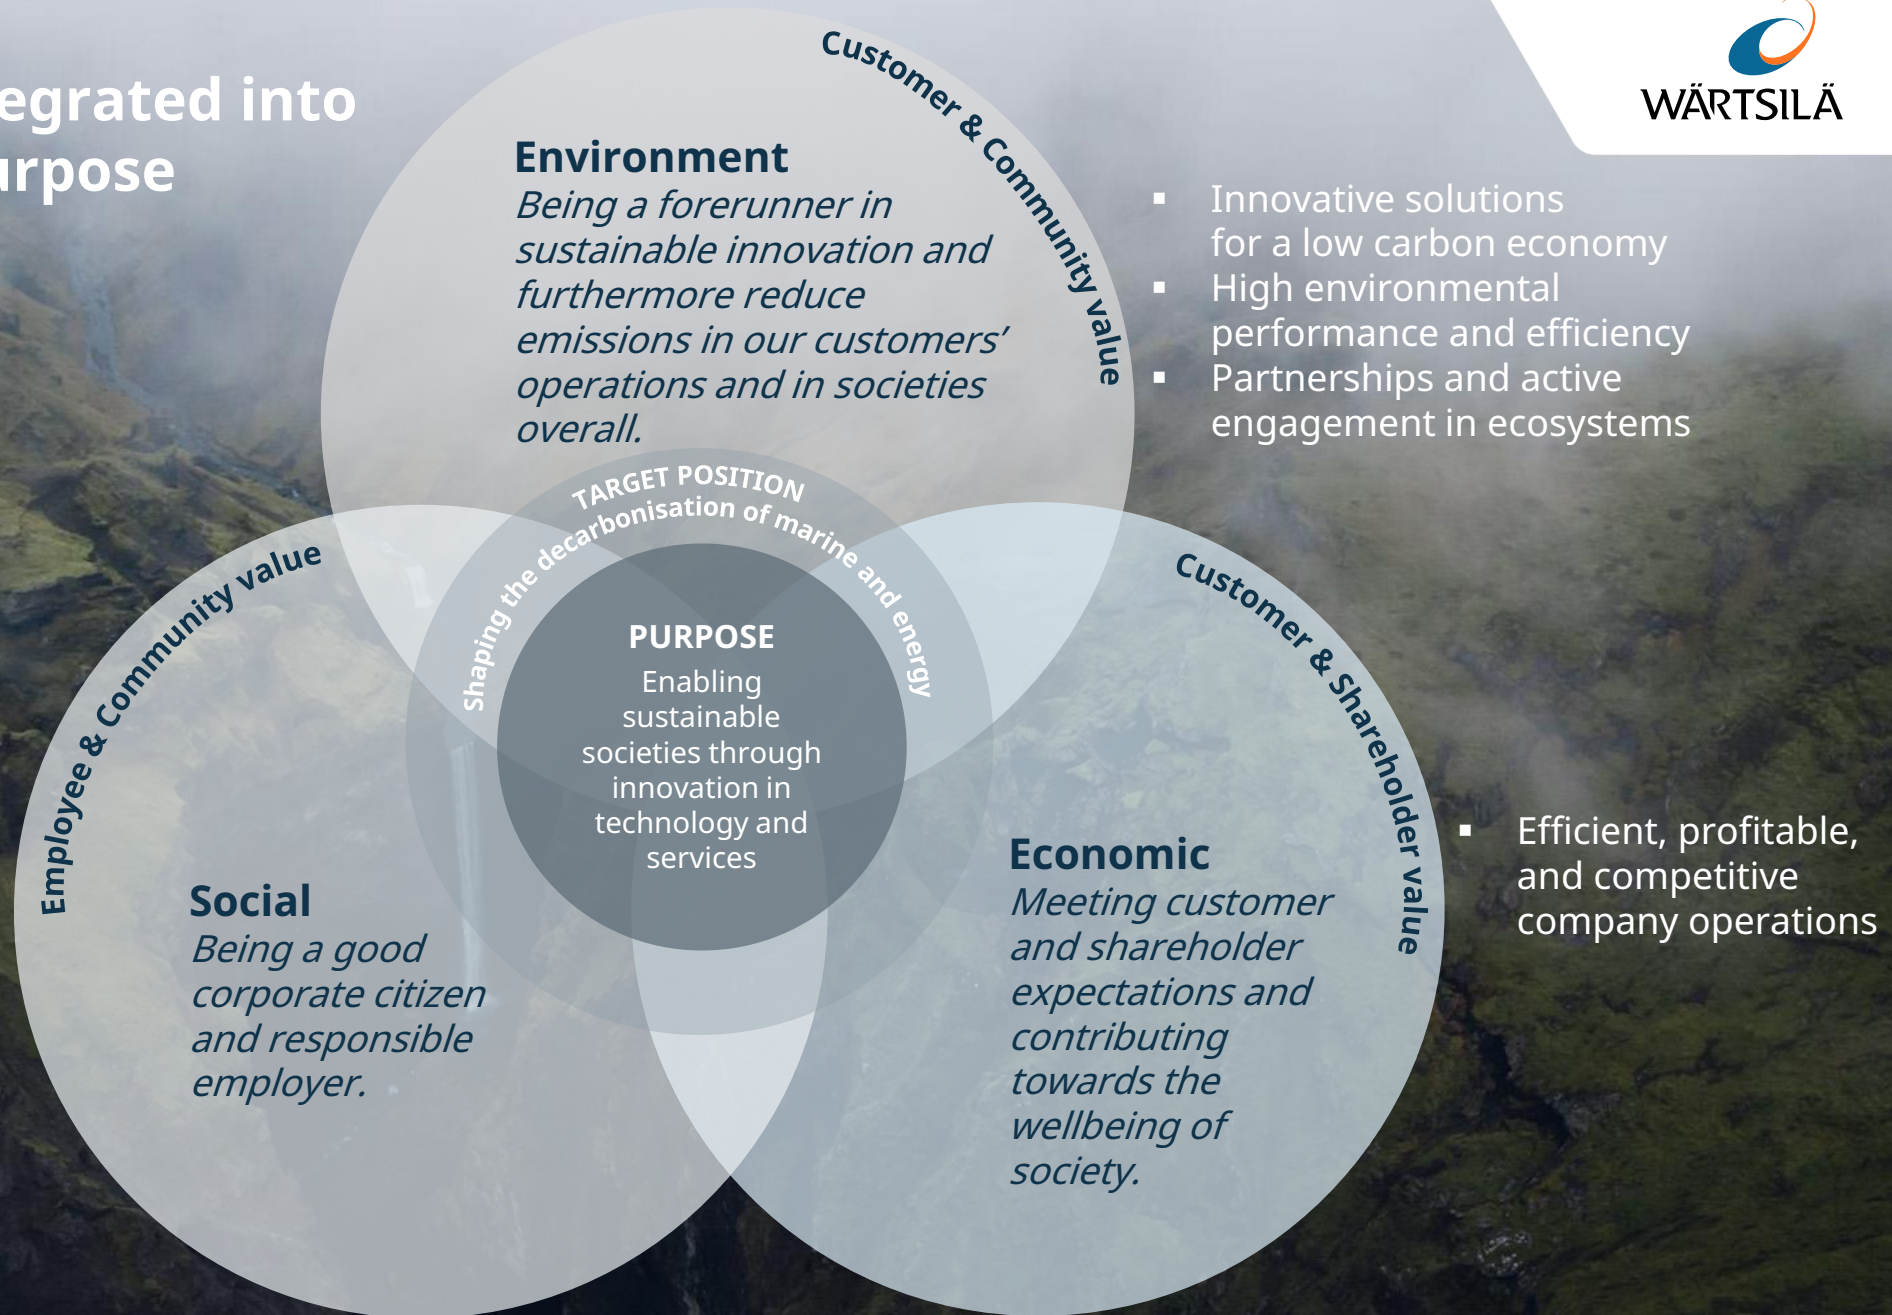 egrated into
urpose
WÄRTSILÄ
Customer & Community value
Environment
Being a forerunner in
sustainable innovation and
furthermore reduce
emissions in our customers’
operations and in societies
overall.
▪ Innovative solutions
for a low carbon economy
▪ High environmental
performance and efficiency
▪ Partnerships and active
engagement in ecosystems
TARGET POSITION
Shaping the decarbonisation of marine and energy
PURPOSE
Enabling
sustainable
societies through
innovation in
technology and
services
Employee & Community value
Social
Being a good
corporate citizen
and responsible
employer.
Customer & Shareholder value
Economic
Meeting customer
and shareholder
expectations and
contributing
towards the
wellbeing of
society.
▪ Efficient, profitable,
and competitive
company operations